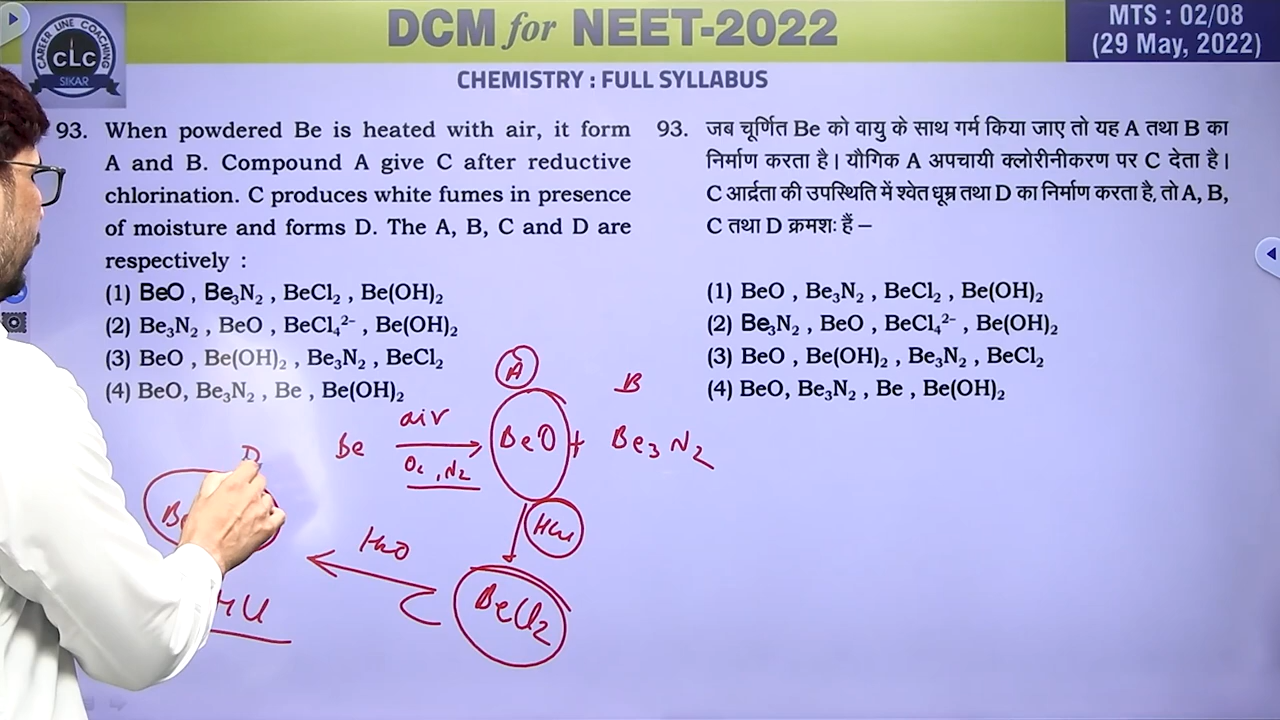 DCM for NEET-2022
MTS : 02/08
(29 May, 2022)
CAREER LINE COACHING
CLC
SIKAR
CHEMISTRY : FULL SYLLABUS
93. When powdered Be is heated with air, it form
A and B. Compound A give C after reductive
chlorination. C produces white fumes in presence
of moisture and forms D. The A, B, C and D are
respectively :
(1) BeO , Be₃N₂ , BeCl₂ , Be(OH)₂
(2) Be₃N₂ , BeO , BeCl₄²⁻ , Be(OH)₂
(3) BeO , Be(OH)₂ , Be₃N₂ , BeCl₂
(4) BeO, Be₃N₂ , Be , Be(OH)₂
93. जब चूर्णित Be को वायु के साथ गर्म किया जाए तो यह A तथा B का
निर्माण करता है। यौगिक A अपचायी क्लोरीनीकरण पर C देता है।
C आर्द्रता की उपस्थिति में श्वेत धूम्र तथा D का निर्माण करता है, तो A, B,
C तथा D क्रमशः हैं –
(1) BeO , Be₃N₂ , BeCl₂ , Be(OH)₂
(2) Be₃N₂ , BeO , BeCl₄²⁻ , Be(OH)₂
(3) BeO , Be(OH)₂ , Be₃N₂ , BeCl₂
(4) BeO, Be₃N₂ , Be , Be(OH)₂
A
B
air
Be → BeO + Be₃N₂
O₂, N₂
D
HCl
H₂O
BeCl₂
HCl